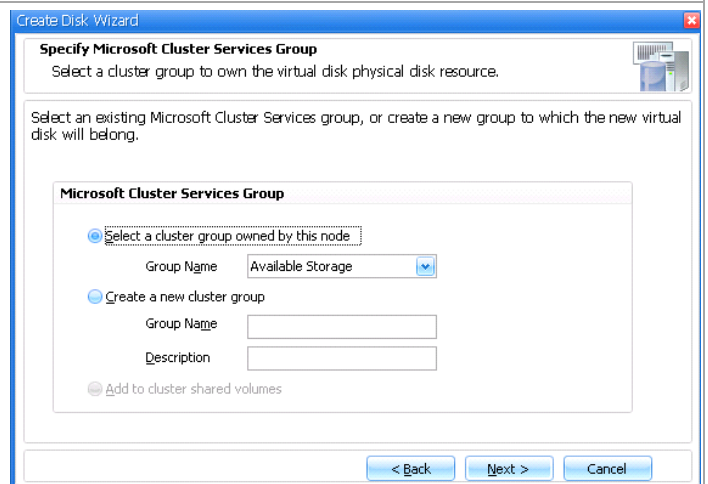 Create Disk Wizard
Specify Microsoft Cluster Services Group
Select a cluster group to own the virtual disk physical disk resource.
Select an existing Microsoft Cluster Services group, or create a new group to which the new virtual
disk will belong.
Microsoft Cluster Services Group
Select a cluster group owned by this node
Group Name Available Storage
Create a new cluster group
Group Name
Description
Add to cluster shared volumes
< Back Next > Cancel